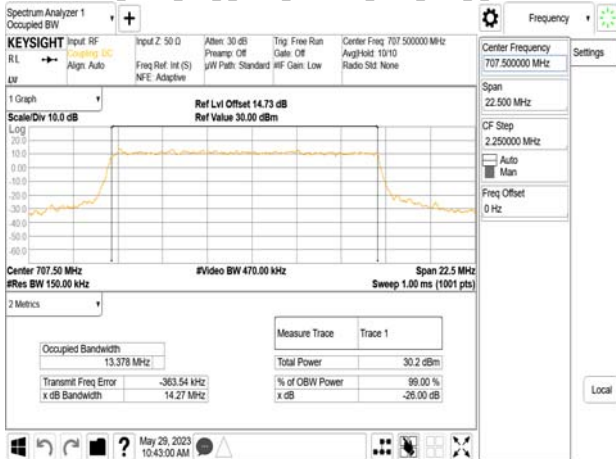 Spectrum Analyzer 1
Occupied BW
Frequency
KEYSIGHT
RL
Input: RF
Coupling: DC
Align: Auto
Input Z: 50 Ω
Freq Ref: Int (S)
NFE: Adaptive
Atten: 30 dB
Preamp: Off
µW Path: Standard
Trig: Free Run
Gate: Off
#IF Gain: Low
Center Freq: 707.500000 MHz
Avg|Hold: 10/10
Radio Std: None
Center Frequency
707.500000 MHz
Settings
Span
22.500 MHz
CF Step
2.250000 MHz
Auto
Man
Freq Offset
0 Hz
Local
1 Graph
Scale/Div 10.0 dB
Ref Lvl Offset 14.73 dB
Ref Value 30.00 dBm
Log
20.0
10.0
0.00
-10.0
-20.0
-30.0
-40.0
-50.0
-60.0
Center 707.50 MHz
#Video BW 470.00 kHz
Span 22.5 MHz
#Res BW 150.00 kHz
Sweep 1.00 ms (1001 pts)
2 Metrics
Measure Trace
Trace 1
Occupied Bandwidth
13.378 MHz
Total Power
30.2 dBm
Transmit Freq Error
-363.54 kHz
% of OBW Power
99.00 %
x dB Bandwidth
14.27 MHz
x dB
-26.00 dB
May 29, 2023
10:43:00 AM